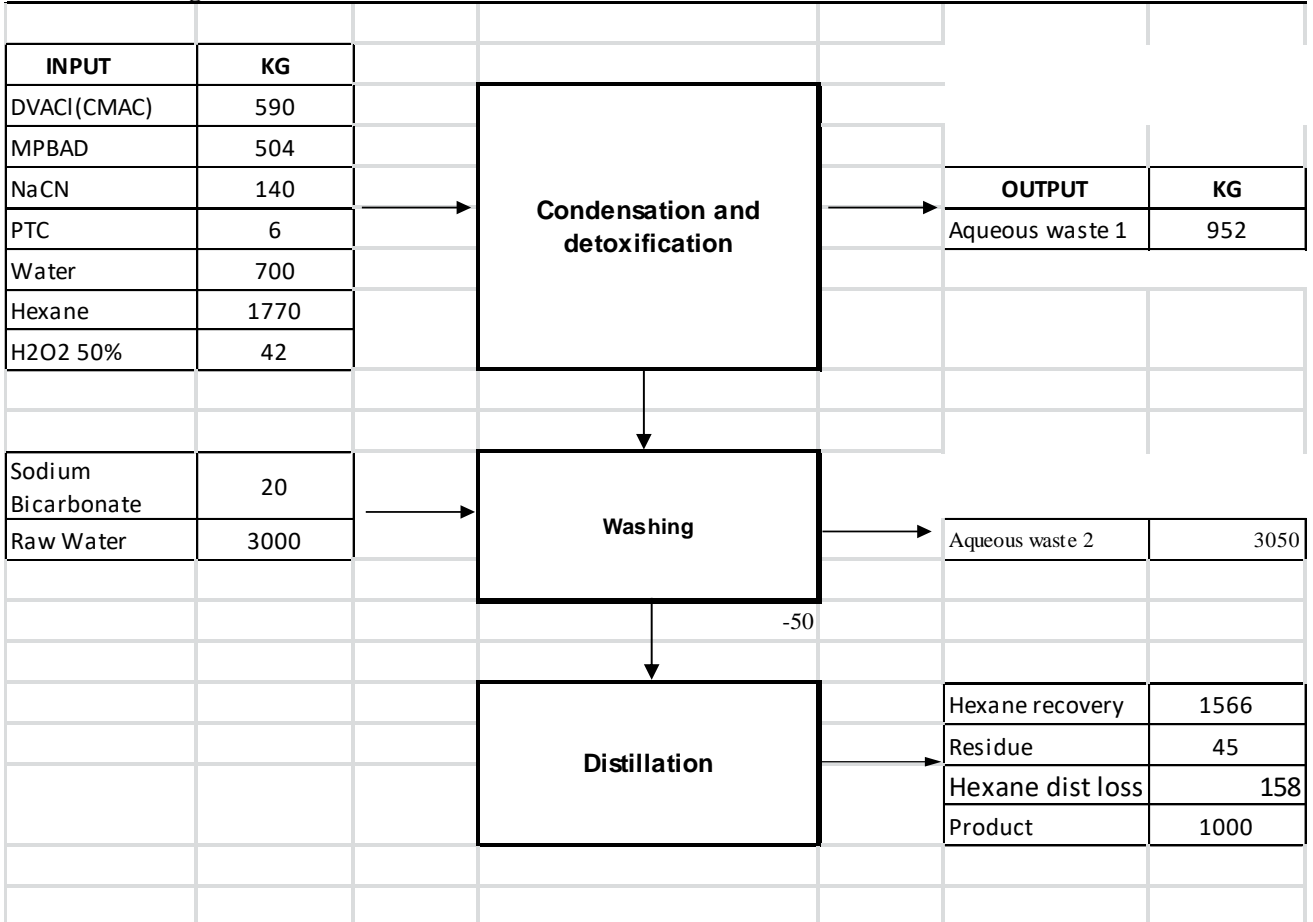 INPUT KG
DVACl(CMAC) 590
MPBAD 504
NaCN 140
PTC 6
Water 700
Hexane 1770
H2O2 50% 42
Condensation and
detoxification
OUTPUT KG
Aqueous waste 1 952
Sodium
Bicarbonate 20
Raw Water 3000
Washing
Aqueous waste 2 3050
-50
Distillation
Hexane recovery 1566
Residue 45
Hexane dist loss 158
Product 1000